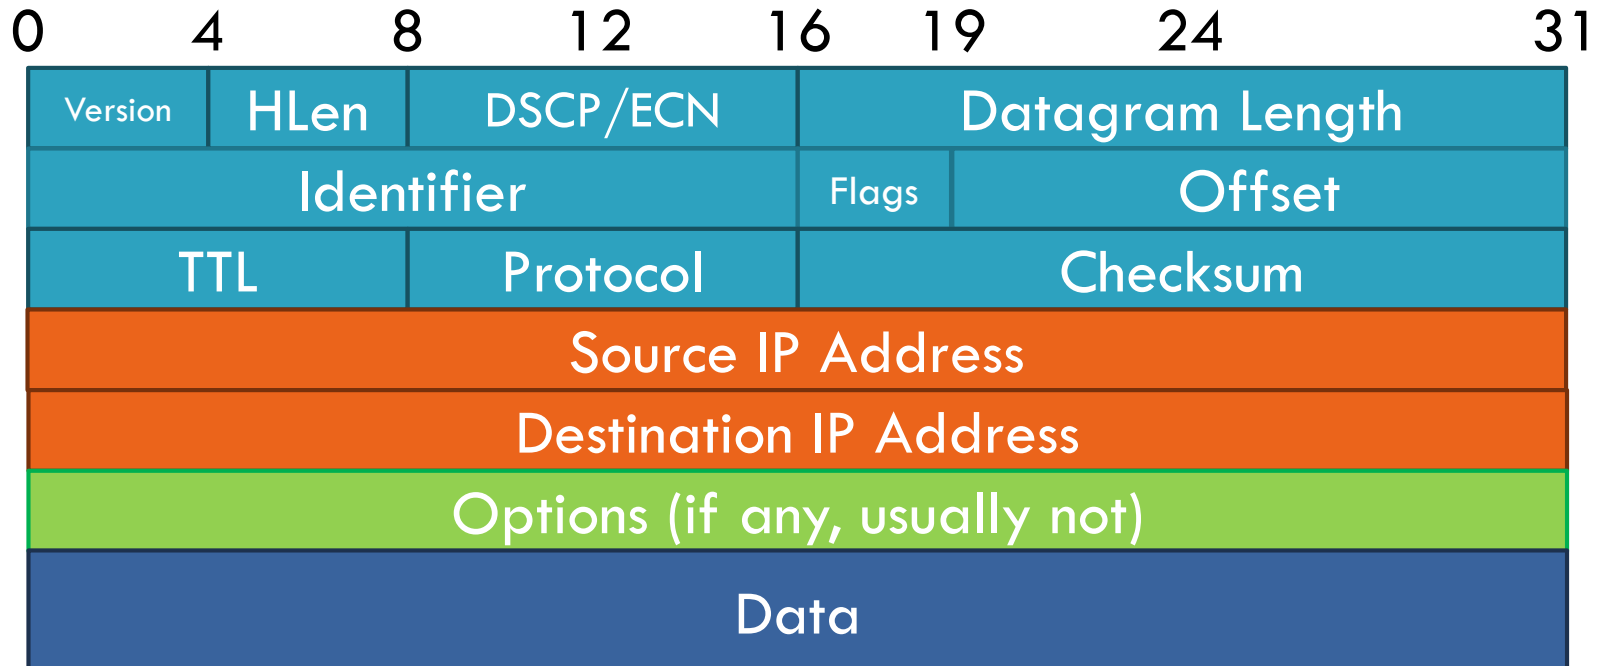 0 4 8 12 16 19 24 31
Version HLen DSCP/ECN Datagram Length
Identifier Flags Offset
TTL Protocol Checksum
Source IP Address
Destination IP Address
Options (if any, usually not)
Data